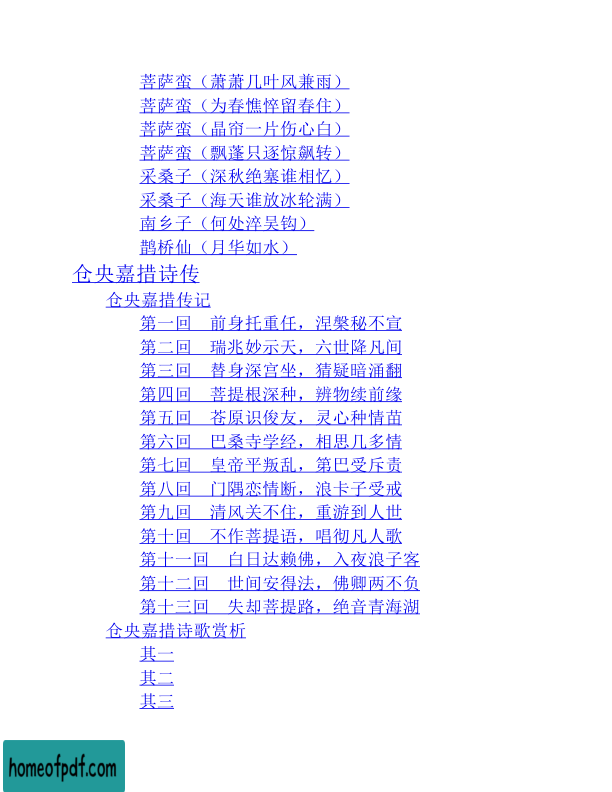 菩萨蛮（萧萧几叶风兼雨）
菩萨蛮（为春憔悴留春住）
菩萨蛮（晶帘一片伤心白）
菩萨蛮（飘蓬只逐惊飙转）
采桑子（深秋绝塞谁相忆）
采桑子（海天谁放冰轮满）
南乡子（何处淬吴钩）
鹊桥仙（月华如水）
仓央嘉措诗传
仓央嘉措传记
第一回　前身托重任，涅槃秘不宣
第二回　瑞兆妙示天，六世降凡间
第三回　替身深宫坐，猜疑暗涌翻
第四回　菩提根深种，辨物续前缘
第五回　苍原识俊友，灵心种情苗
第六回　巴桑寺学经，相思几多情
第七回　皇帝平叛乱，第巴受斥责
第八回　门隅恋情断，浪卡子受戒
第九回　清风关不住，重游到人世
第十回　不作菩提语，唱彻凡人歌
第十一回　白日达赖佛，入夜浪子客
第十二回　世间安得法，佛卿两不负
第十三回　失却菩提路，绝音青海湖
仓央嘉措诗歌赏析
其一
其二
其三
homeofpdf.com